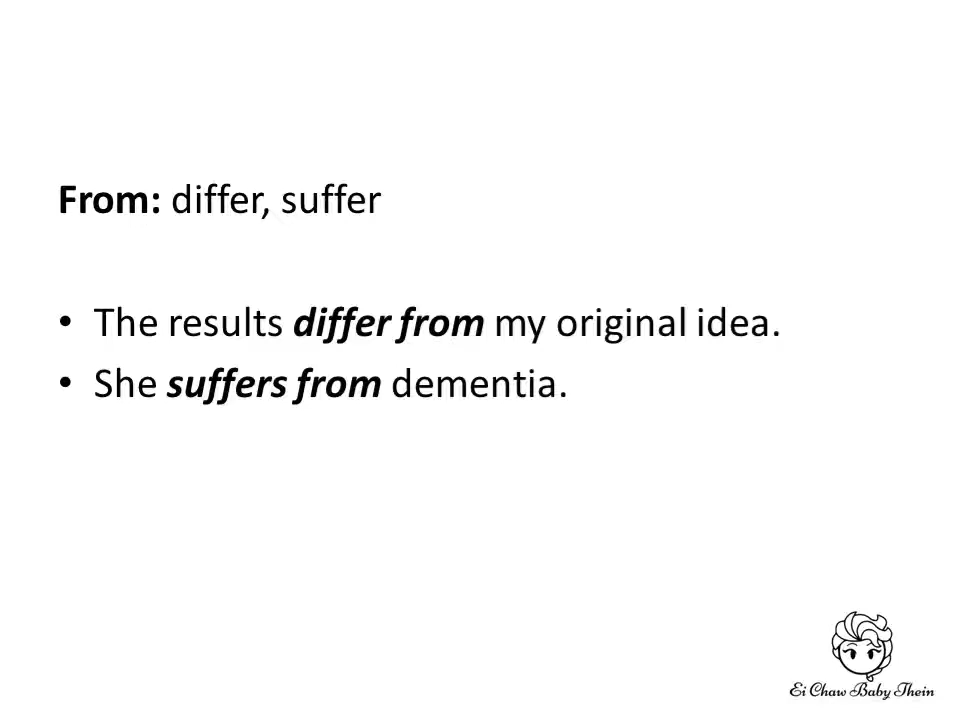 From: differ, suffer
• The results differ from my original idea.
• She suffers from dementia.
Ei Chaw Baby Thein